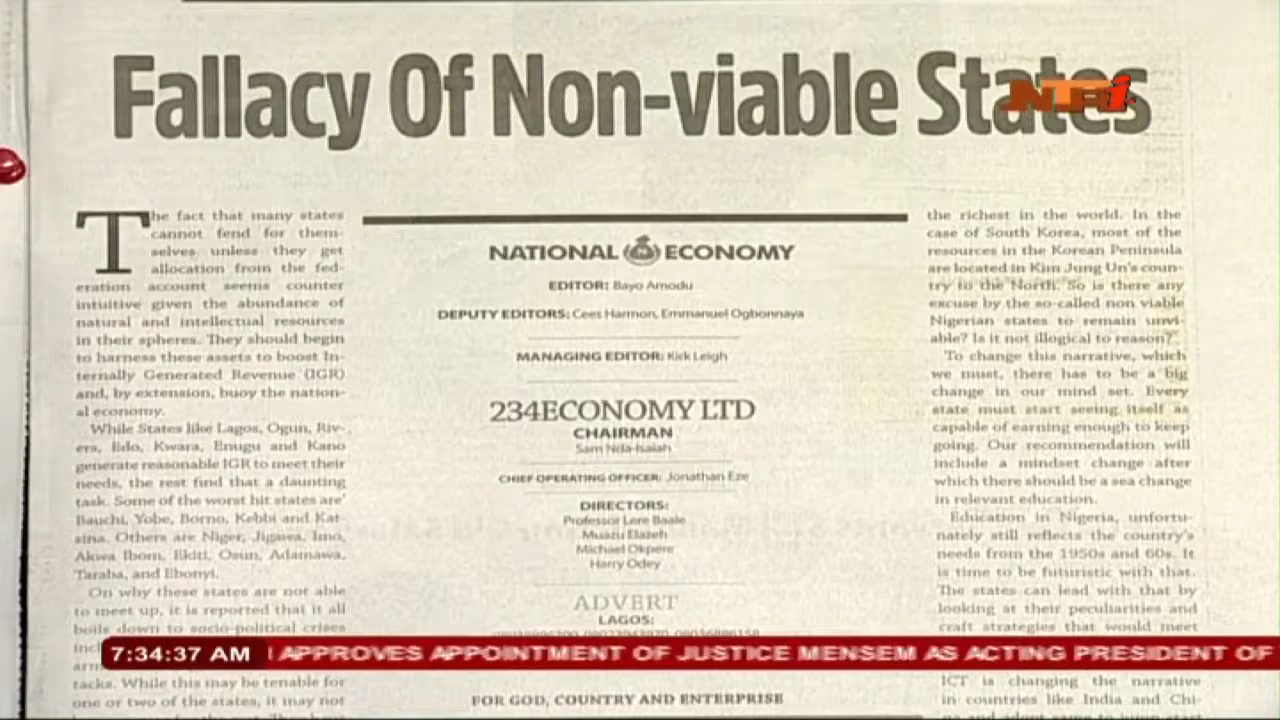 Fallacy Of Non-viable States
NTAi
The fact that many states
cannot fend for them-
selves unless they get
allocation from the fed-
eration account seems counter
intuitive given the abundance of
natural and intellectual resources
in their spheres. They should begin
to harness these assets to boost In-
ternally Generated Revenue (IGR)
and, by extension, buoy the nation-
al economy.
While States like Lagos, Ogun, Riv-
ers, Edo, Kwara, Enugu and Kano
generate reasonable IGR to meet their
needs, the rest find that a daunting
task. Some of the worst hit states are
Bauchi, Yobe, Borno, Kebbi and Kat-
sina. Others are Niger, Jigawa, Imo,
Akwa Ibom, Ekiti, Osun, Adamawa,
Taraba, and Ebonyi.
On why these states are not able
to meet up, it is reported that it all
boils down to socio-political crises
tacks. While this may be tenable for
one or two of the states, it may not
NATIONAL ECONOMY
EDITOR: Bayo Amodu
DEPUTY EDITORS: Cees Harmon, Emmanuel Ogbonnaya
MANAGING EDITOR: Kirk Leigh
234ECONOMY LTD
CHAIRMAN
Sam Nda-Isaiah
CHIEF OPERATING OFFICER: Jonathan Eze
DIRECTORS:
Professor Lere Baale
Muazu Elazeh
Michael Okpere
Harry Odey
ADVERT
LAGOS:
FOR GOD, COUNTRY AND ENTERPRISE
the richest in the world. In the
case of South Korea, most of the
resources in the Korean Peninsula
are located in Kim Jung Un's coun-
try to the North. So is there any
excuse by the so-called non viable
Nigerian states to remain unvi-
able? Is it not illogical to reason?
To change this narrative, which
we must, there has to be a big
change in our mind set. Every
state must start seeing itself as
capable of earning enough to keep
going. Our recommendation will
include a mindset change after
which there should be a sea change
in relevant education.
Education in Nigeria, unfortu-
nately still reflects the country's
needs from the 1950s and 60s. It
is time to be futuristic with that.
The states can lead with that by
looking at their peculiarities and
craft strategies that would meet
ICT is changing the narrative
in countries like India and Chi-
7:34:37 AM APPROVES APPOINTMENT OF JUSTICE MENSEM AS ACTING PRESIDENT OF